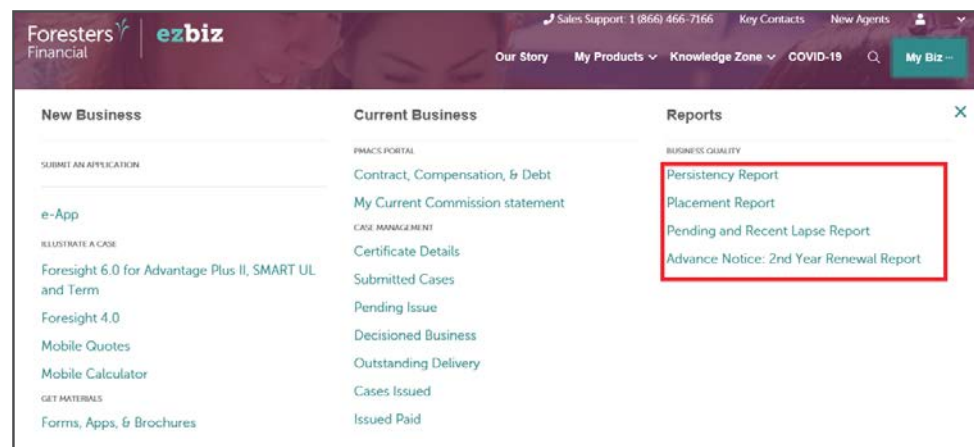 Sales Support: 1 (866) 466-7166 Key Contacts New Agents
Foresters Financial ezbiz
Our Story My Products Knowledge Zone COVID-19 My Biz ...
New Business
SUBMIT AN APPLICATION
e-App
ILLUSTRATE A CASE
Foresight 6.0 for Advantage Plus II, SMART UL
and Term
Foresight 4.0
Mobile Quotes
Mobile Calculator
GET MATERIALS
Forms, Apps, & Brochures
Current Business
PMACS PORTAL
Contract, Compensation, & Debt
My Current Commission statement
CASE MANAGEMENT
Certificate Details
Submitted Cases
Pending Issue
Decisioned Business
Outstanding Delivery
Cases Issued
Issued Paid
Reports
BUSINESS QUALITY
Persistency Report
Placement Report
Pending and Recent Lapse Report
Advance Notice: 2nd Year Renewal Report